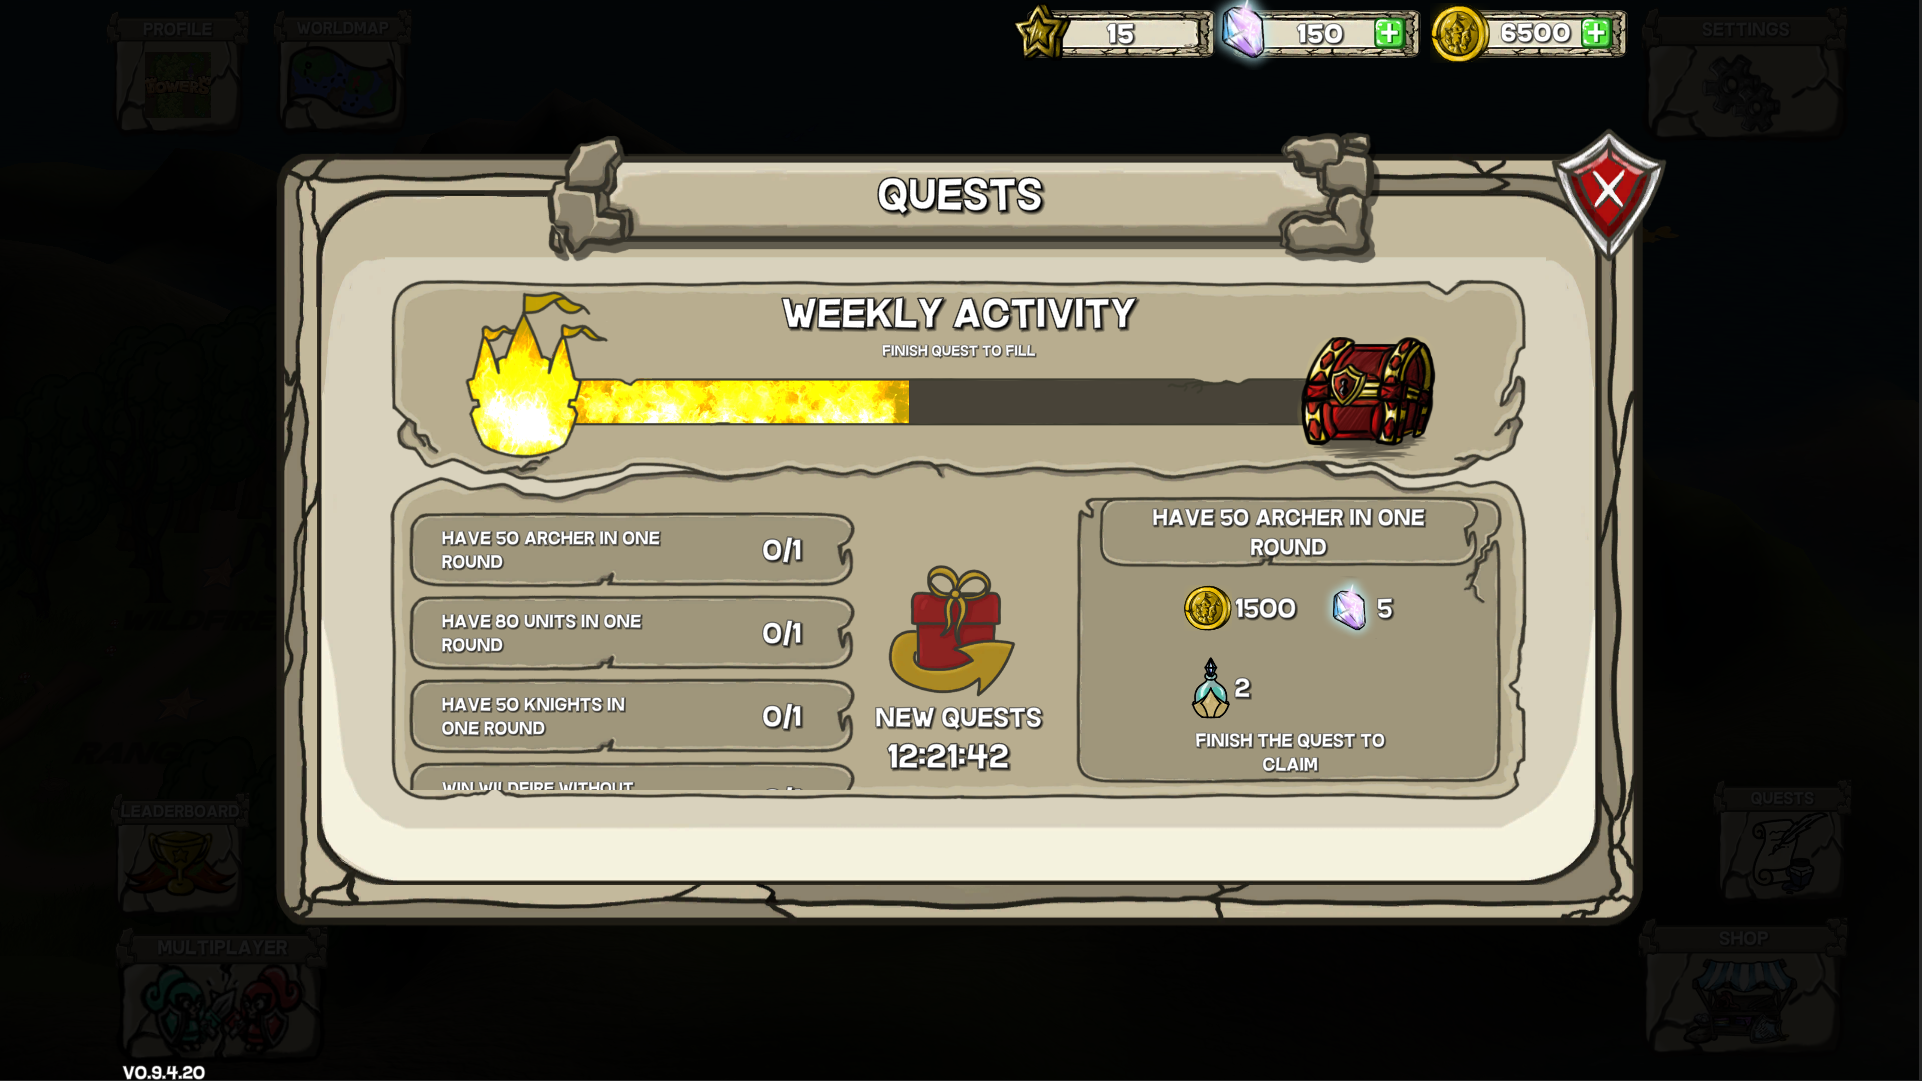 PROFILE
WORLDMAP
15
150
6500
SETTINGS
QUESTS
WEEKLY ACTIVITY
FINISH QUEST TO FILL
HAVE 50 ARCHER IN ONE
ROUND
0/1
HAVE 80 UNITS IN ONE
ROUND
0/1
HAVE 50 KNIGHTS IN
ONE ROUND
0/1
WIN WILDFIRE WITHOUT
NEW QUESTS
12:21:42
HAVE 50 ARCHER IN ONE
ROUND
1500
5
2
FINISH THE QUEST TO
CLAIM
LEADERBOARD
QUESTS
MULTIPLAYER
SHOP
V0.9.4.20